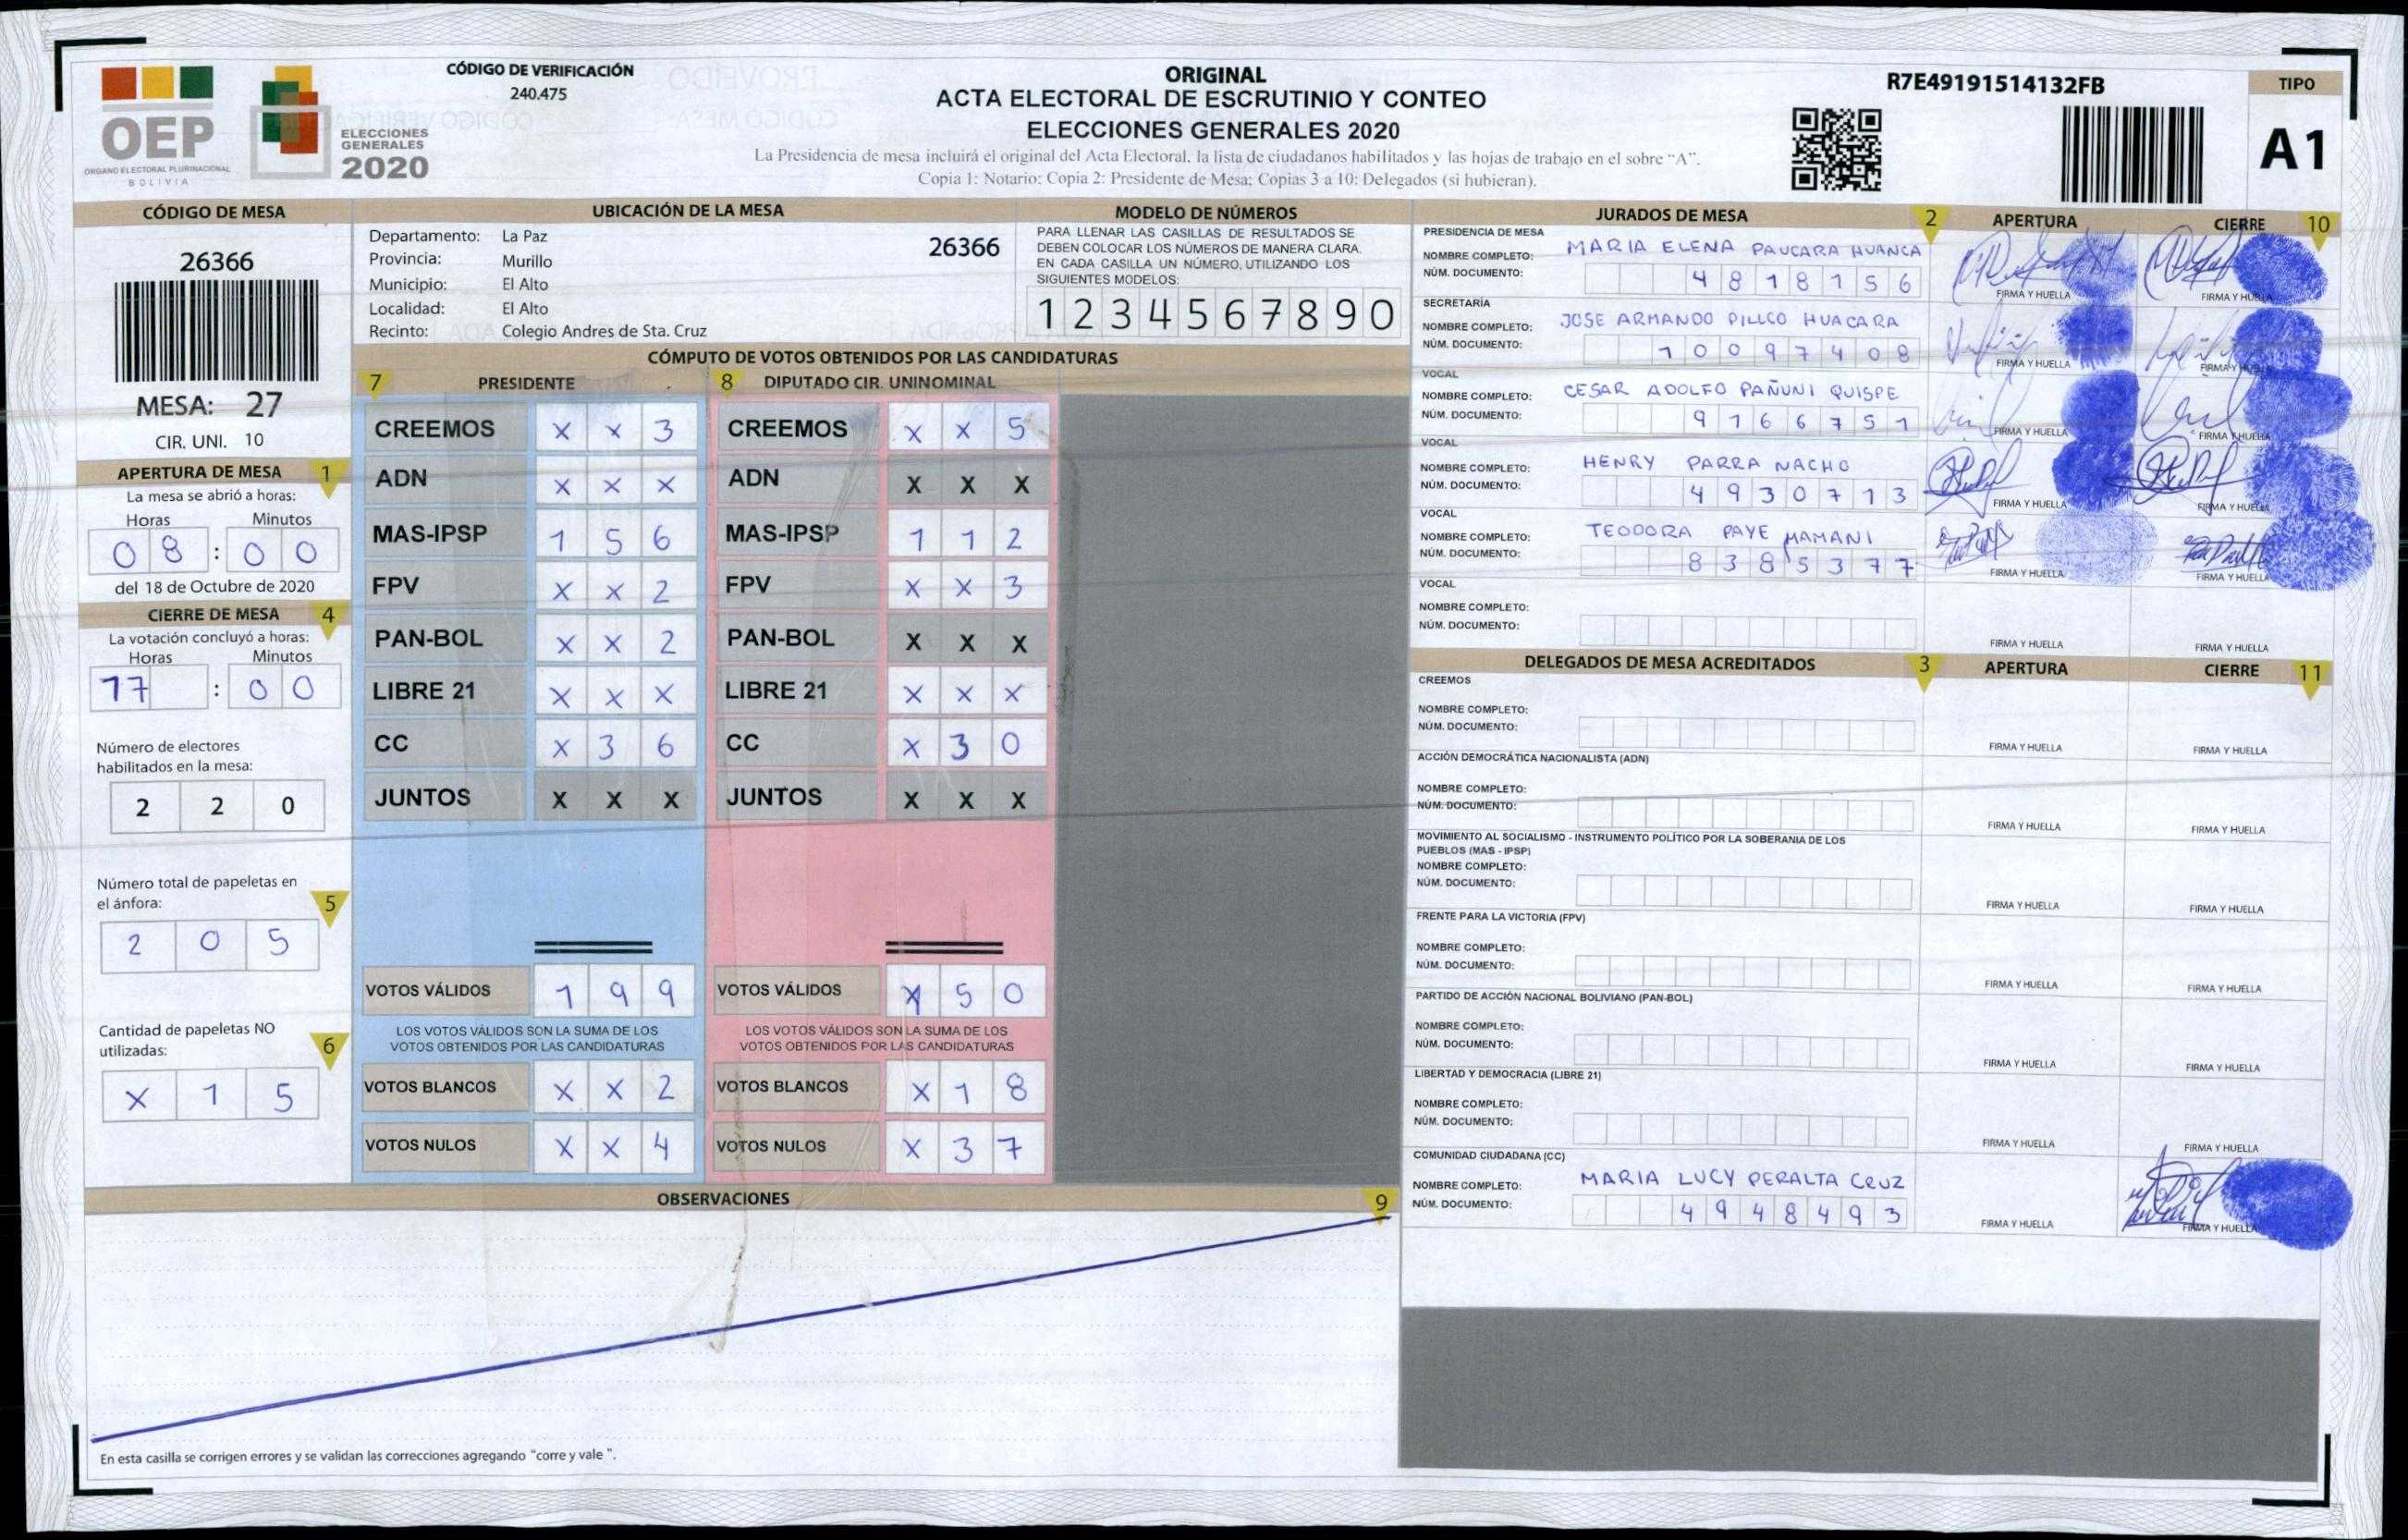 CÓDIGO DE VERIFICACIÓN
240.475
OEP
ÓRGANO ELECTORAL PLURINACIONAL
BOLIVIA
ELECCIONES
GENERALES
2020
ORIGINAL
ACTA ELECTORAL DE ESCRUTINIO Y CONTEO
ELECCIONES GENERALES 2020
La Presidencia de mesa incluirá el original del Acta Electoral, la lista de ciudadanos habilitados y las hojas de trabajo en el sobre "A".
Copia 1: Notario; Copia 2: Presidente de Mesa; Copias 3 a 10: Delegados (si hubieran).
R7E49191514132FB
TIPO
A1
CÓDIGO DE MESA
26366
MESA: 27
CIR. UNI. 10
APERTURA DE MESA 1
La mesa se abrió a horas:
Horas Minutos
0 8 : 0 0
del 18 de Octubre de 2020
CIERRE DE MESA 4
La votación concluyó a horas:
Horas Minutos
17 : 0 0
Número de electores
habilitados en la mesa:
2 2 0
Número total de papeletas en
el ánfora: 5
2 0 5
Cantidad de papeletas NO
utilizadas: 6
X 1 5
UBICACIÓN DE LA MESA
Departamento: La Paz 26366
Provincia: Murillo
Municipio: El Alto
Localidad: El Alto
Recinto: Colegio Andres de Sta. Cruz
MODELO DE NÚMEROS
PARA LLENAR LAS CASILLAS DE RESULTADOS SE
DEBEN COLOCAR LOS NÚMEROS DE MANERA CLARA.
EN CADA CASILLA UN NÚMERO, UTILIZANDO LOS
SIGUIENTES MODELOS:
1 2 3 4 5 6 7 8 9 0
CÓMPUTO DE VOTOS OBTENIDOS POR LAS CANDIDATURAS
7 PRESIDENTE 8 DIPUTADO CIR. UNINOMINAL
CREEMOS X X 3 CREEMOS X X 5
ADN X X X ADN X X X
MAS-IPSP 1 5 6 MAS-IPSP 1 1 2
FPV X X 2 FPV X X 3
PAN-BOL X X 2 PAN-BOL X X X
LIBRE 21 X X X LIBRE 21 X X X
CC X 3 6 CC X 3 0
JUNTOS X X X JUNTOS X X X
VOTOS VÁLIDOS 1 9 9 VOTOS VÁLIDOS 5 0
LOS VOTOS VÁLIDOS SON LA SUMA DE LOS LOS VOTOS VÁLIDOS SON LA SUMA DE LOS
VOTOS OBTENIDOS POR LAS CANDIDATURAS VOTOS OBTENIDOS POR LAS CANDIDATURAS
VOTOS BLANCOS X X 2 VOTOS BLANCOS X 1 8
VOTOS NULOS X X 4 VOTOS NULOS X 3 7
OBSERVACIONES 9
En esta casilla se corrigen errores y se validan las correcciones agregando "corre y vale ".
JURADOS DE MESA 2 APERTURA CIERRE 10
PRESIDENCIA DE MESA
NOMBRE COMPLETO: MARIA ELENA PAUCARA HUANCA
NÚM. DOCUMENTO: 4 8 1 8 1 5 6
FIRMA Y HUELLA FIRMA Y HUELLA
SECRETARIA
NOMBRE COMPLETO: JOSE ARMANDO PILLCO HUACARA
NÚM. DOCUMENTO: 1 0 0 9 7 4 0 8
FIRMA Y HUELLA FIRMA Y HUELLA
VOCAL
NOMBRE COMPLETO: CESAR ADOLFO PAÑUNI QUISPE
NÚM. DOCUMENTO: 9 1 6 6 7 5 1
FIRMA Y HUELLA FIRMA Y HUELLA
VOCAL
NOMBRE COMPLETO: HENRY PARRA NACHO
NÚM. DOCUMENTO: 4 9 3 0 7 1 3
FIRMA Y HUELLA FIRMA Y HUELLA
VOCAL
NOMBRE COMPLETO: TEODORA PAYE MAMANI
NÚM. DOCUMENTO: 8 3 8 5 3 7 7
FIRMA Y HUELLA FIRMA Y HUELLA
VOCAL
NOMBRE COMPLETO:
NÚM. DOCUMENTO:
FIRMA Y HUELLA FIRMA Y HUELLA
DELEGADOS DE MESA ACREDITADOS 3 APERTURA CIERRE 11
CREEMOS
NOMBRE COMPLETO:
NÚM. DOCUMENTO:
FIRMA Y HUELLA FIRMA Y HUELLA
ACCIÓN DEMOCRÁTICA NACIONALISTA (ADN)
NOMBRE COMPLETO:
NÚM. DOCUMENTO:
FIRMA Y HUELLA FIRMA Y HUELLA
MOVIMIENTO AL SOCIALISMO - INSTRUMENTO POLÍTICO POR LA SOBERANIA DE LOS
PUEBLOS (MAS - IPSP)
NOMBRE COMPLETO:
NÚM. DOCUMENTO:
FIRMA Y HUELLA FIRMA Y HUELLA
FRENTE PARA LA VICTORIA (FPV)
NOMBRE COMPLETO:
NÚM. DOCUMENTO:
FIRMA Y HUELLA FIRMA Y HUELLA
PARTIDO DE ACCIÓN NACIONAL BOLIVIANO (PAN-BOL)
NOMBRE COMPLETO:
NÚM. DOCUMENTO:
FIRMA Y HUELLA FIRMA Y HUELLA
LIBERTAD Y DEMOCRACIA (LIBRE 21)
NOMBRE COMPLETO:
NÚM. DOCUMENTO:
FIRMA Y HUELLA FIRMA Y HUELLA
COMUNIDAD CIUDADANA (CC)
NOMBRE COMPLETO: MARIA LUCY PERALTA CRUZ
NÚM. DOCUMENTO: 4 9 4 8 4 9 3
FIRMA Y HUELLA FIRMA Y HUELLA